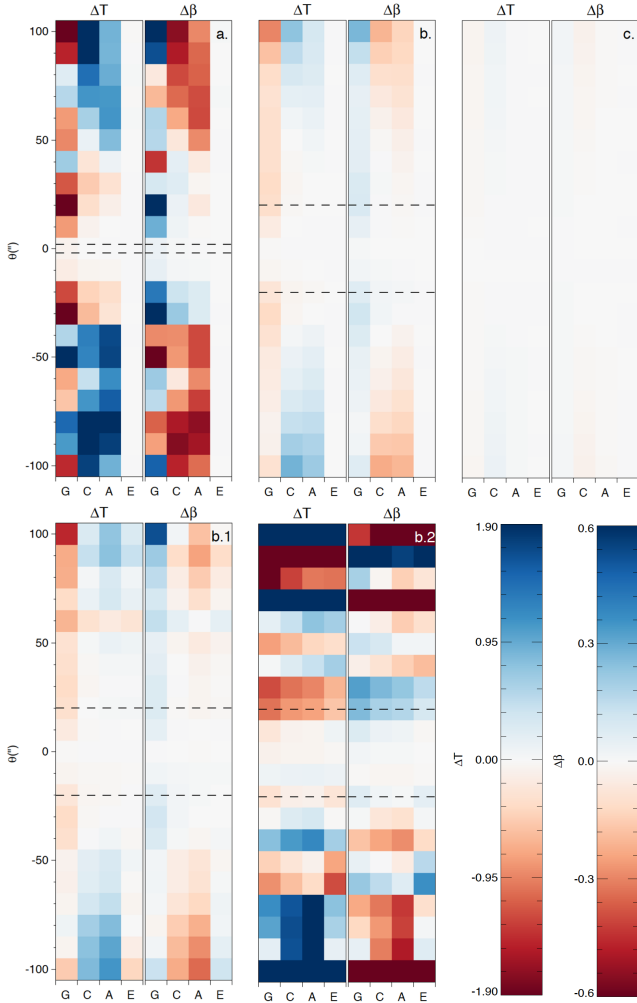 ΔT Δβ ΔT Δβ ΔT Δβ
a. b. c.
100
50
0
-50
-100
θ(")
G C A E G C A E G C A E G C A E G C A E G C A E
ΔT Δβ ΔT Δβ
b.1 b.2
100
50
0
-50
-100
θ(")
G C A E G C A E G C A E G C A E
1.90
0.95
0.00
-0.95
-1.90
ΔT
0.6
0.3
0.0
-0.3
-0.6
Δβ